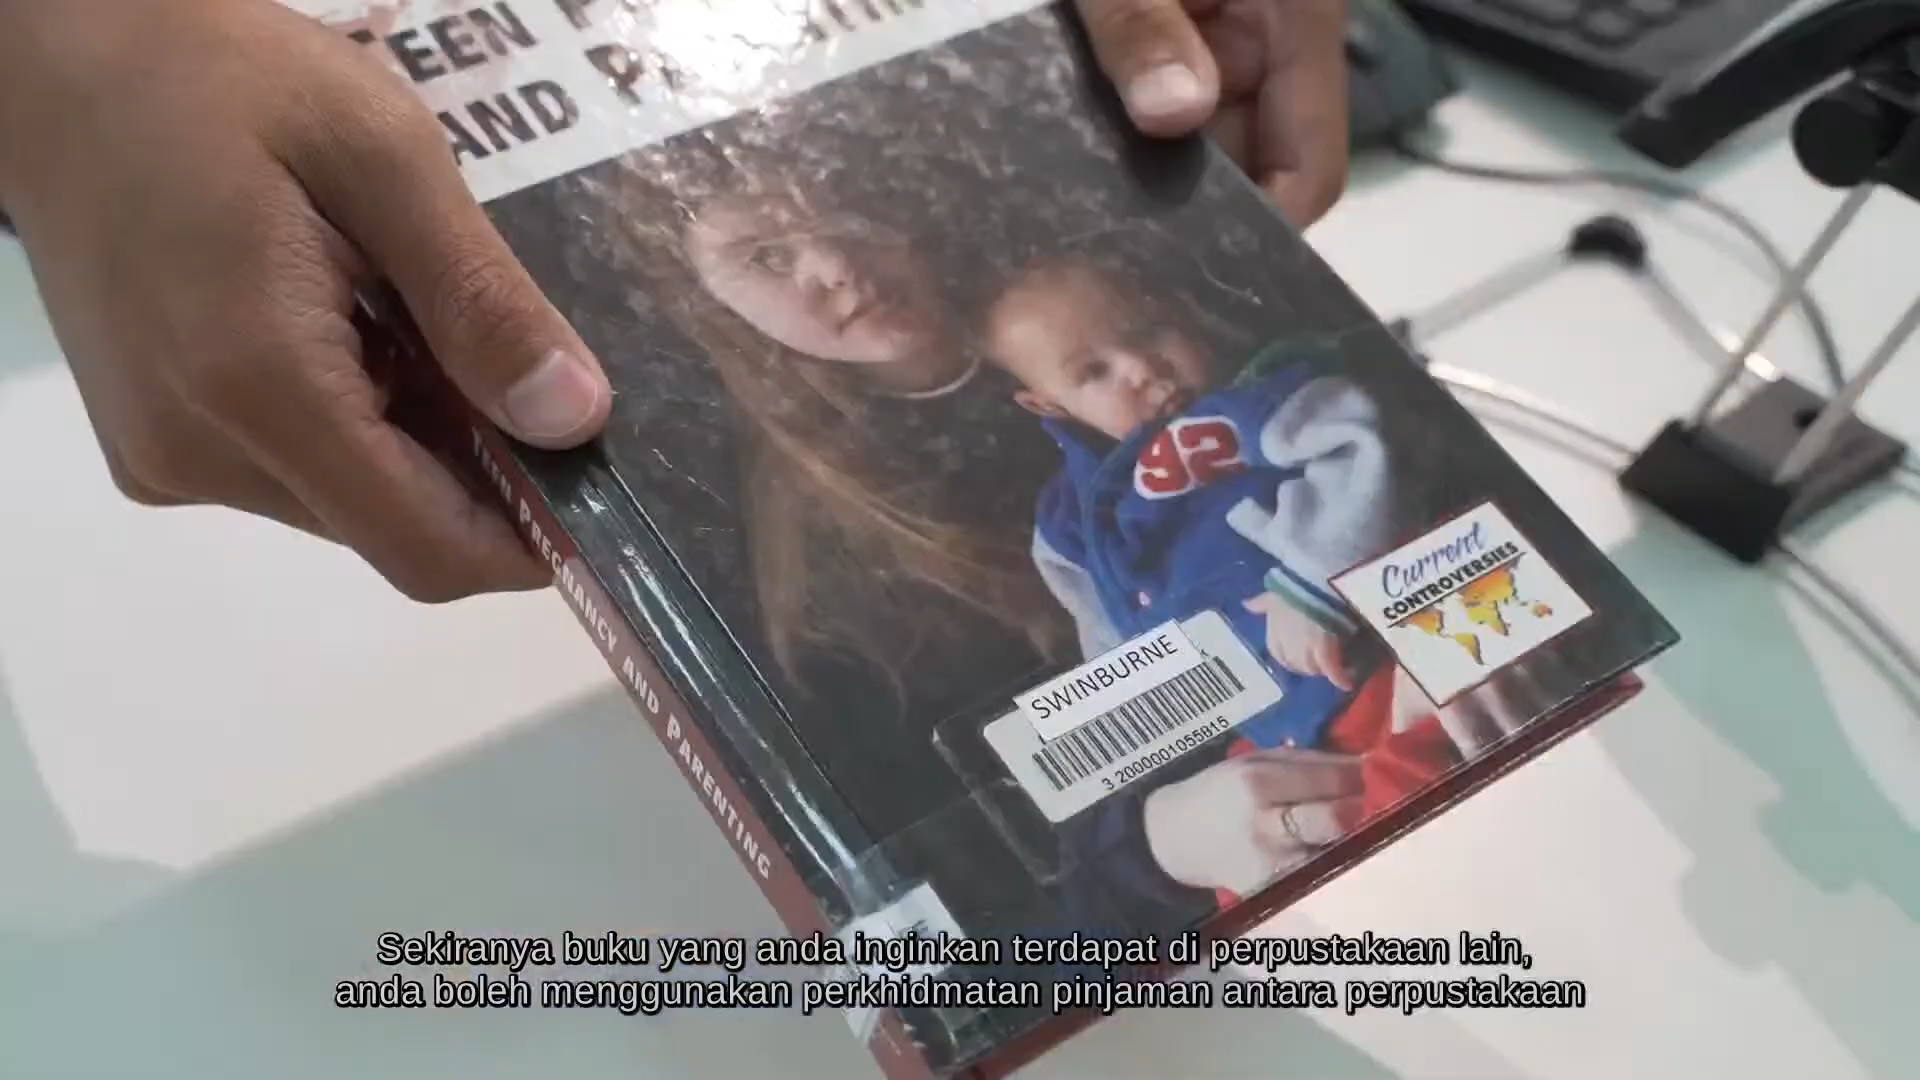 AND
TEEN PREGNANCY AND PARENTING
92
Current
CONTROVERSIES
SWINBURNE
3 2000001055815
Sekiranya buku yang anda inginkan terdapat di perpustakaan lain,
anda boleh menggunakan perkhidmatan pinjaman antara perpustakaan